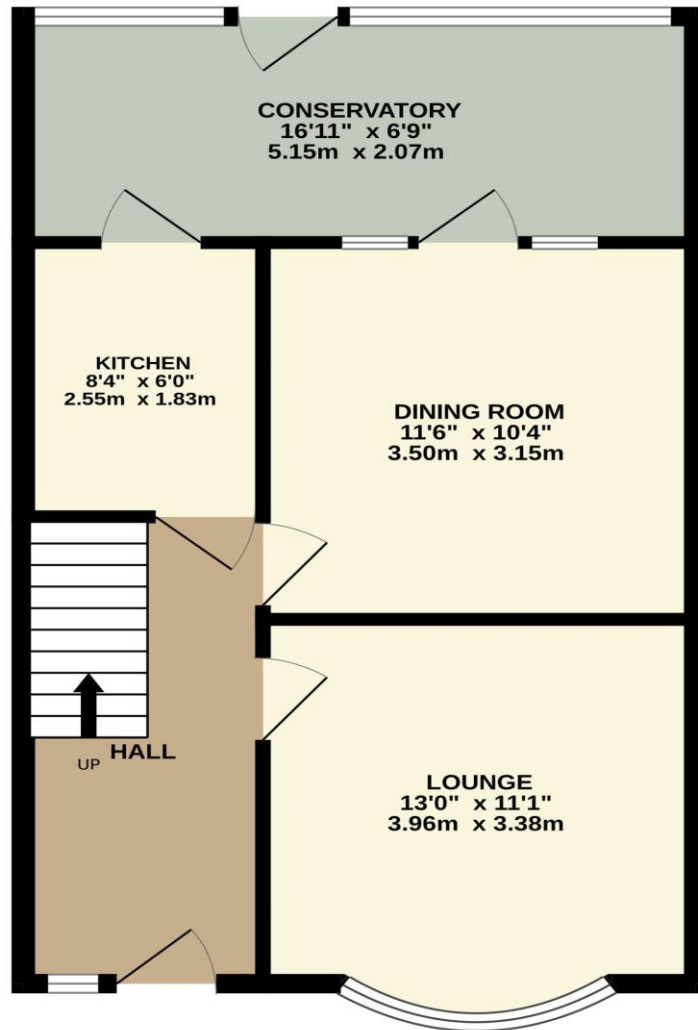 CONSERVATORY
16'11" x 6'9"
5.15m x 2.07m
KITCHEN
8'4" x 6'0"
2.55m x 1.83m
DINING ROOM
11'6" x 10'4"
3.50m x 3.15m
HALL
UP
LOUNGE
13'0" x 11'1"
3.96m x 3.38m